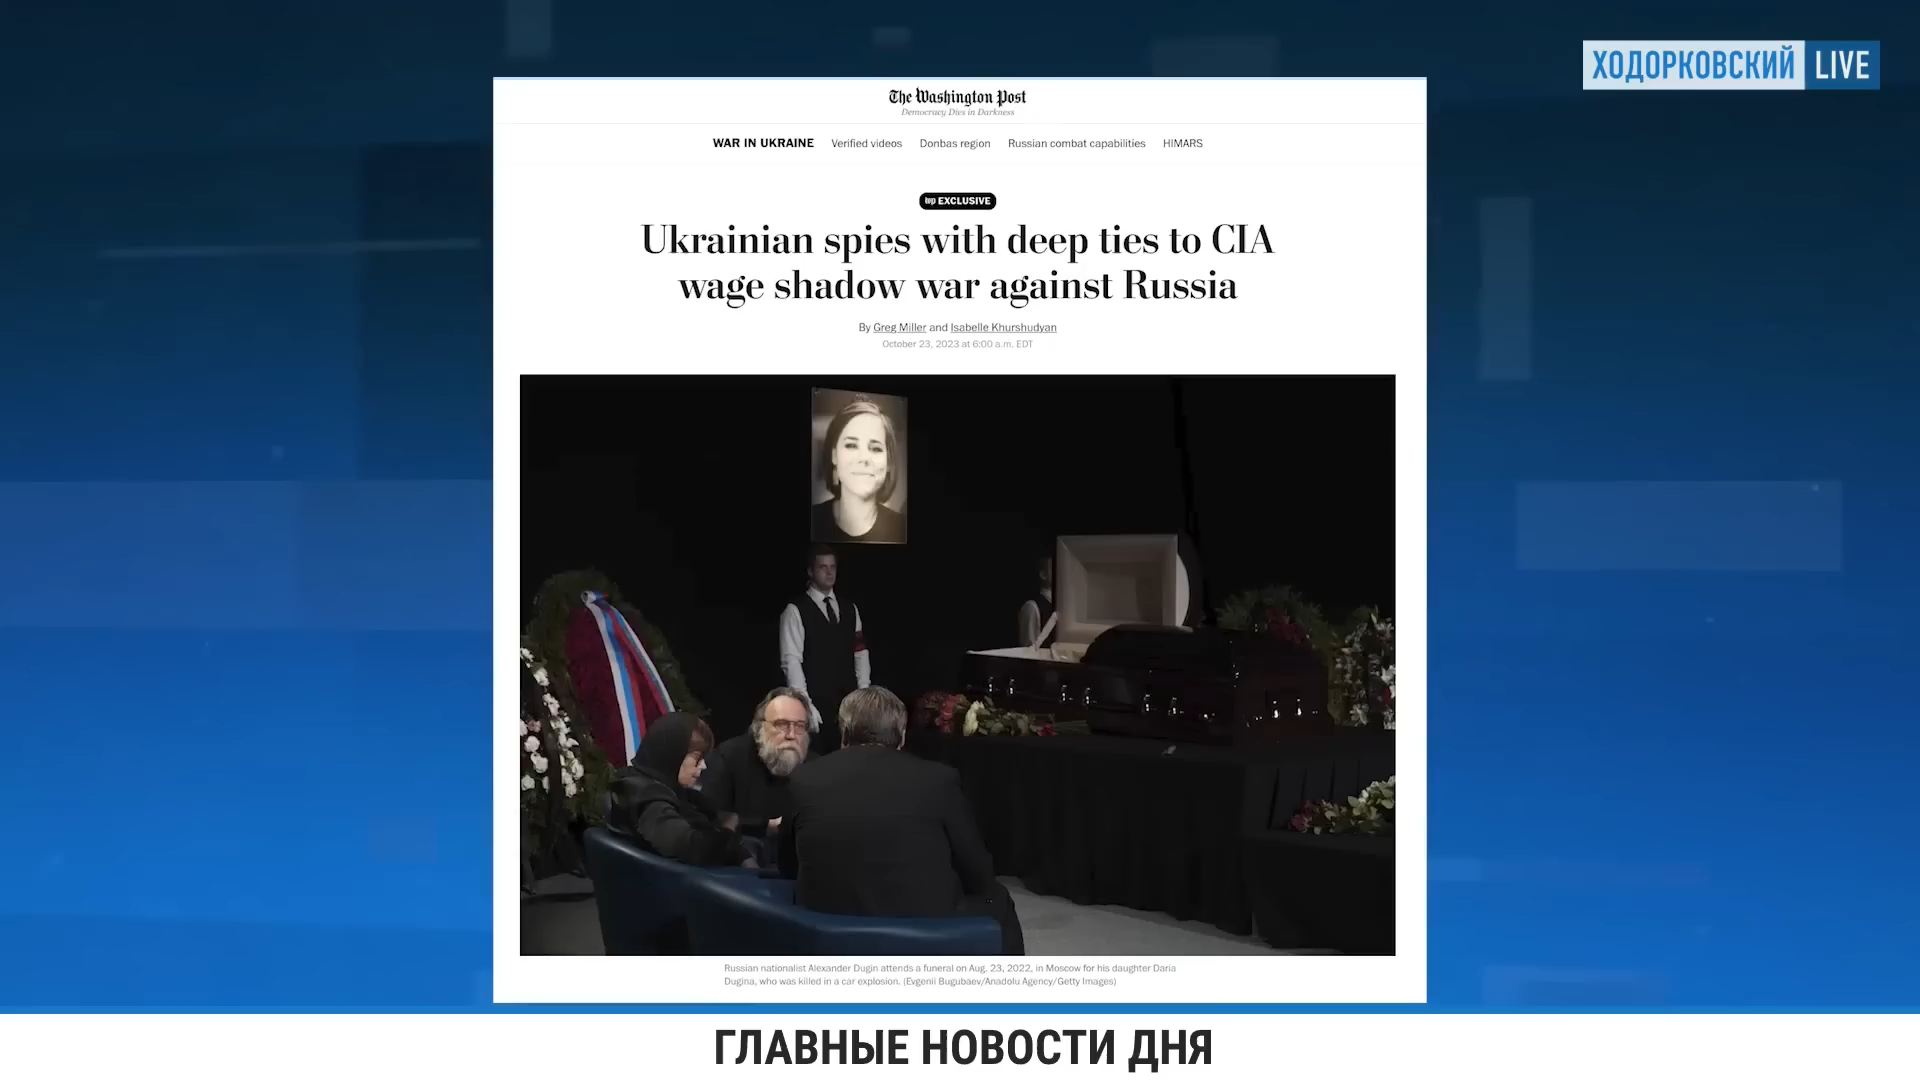 ХОДОРКОВСКИЙ LIVE
The Washington Post
Democracy Dies in Darkness
WAR IN UKRAINE Verified videos Donbas region Russian combat capabilities HIMARS
wp EXCLUSIVE
Ukrainian spies with deep ties to CIA
wage shadow war against Russia
By Greg Miller and Isabelle Khurshudyan
October 23, 2023 at 6:00 a.m. EDT
Russian nationalist Alexander Dugin attends a funeral on Aug. 23, 2022, in Moscow for his daughter Daria
Dugina, who was killed in a car explosion. (Evgenii Bugubaev/Anadolu Agency/Getty Images)
ГЛАВНЫЕ НОВОСТИ ДНЯ